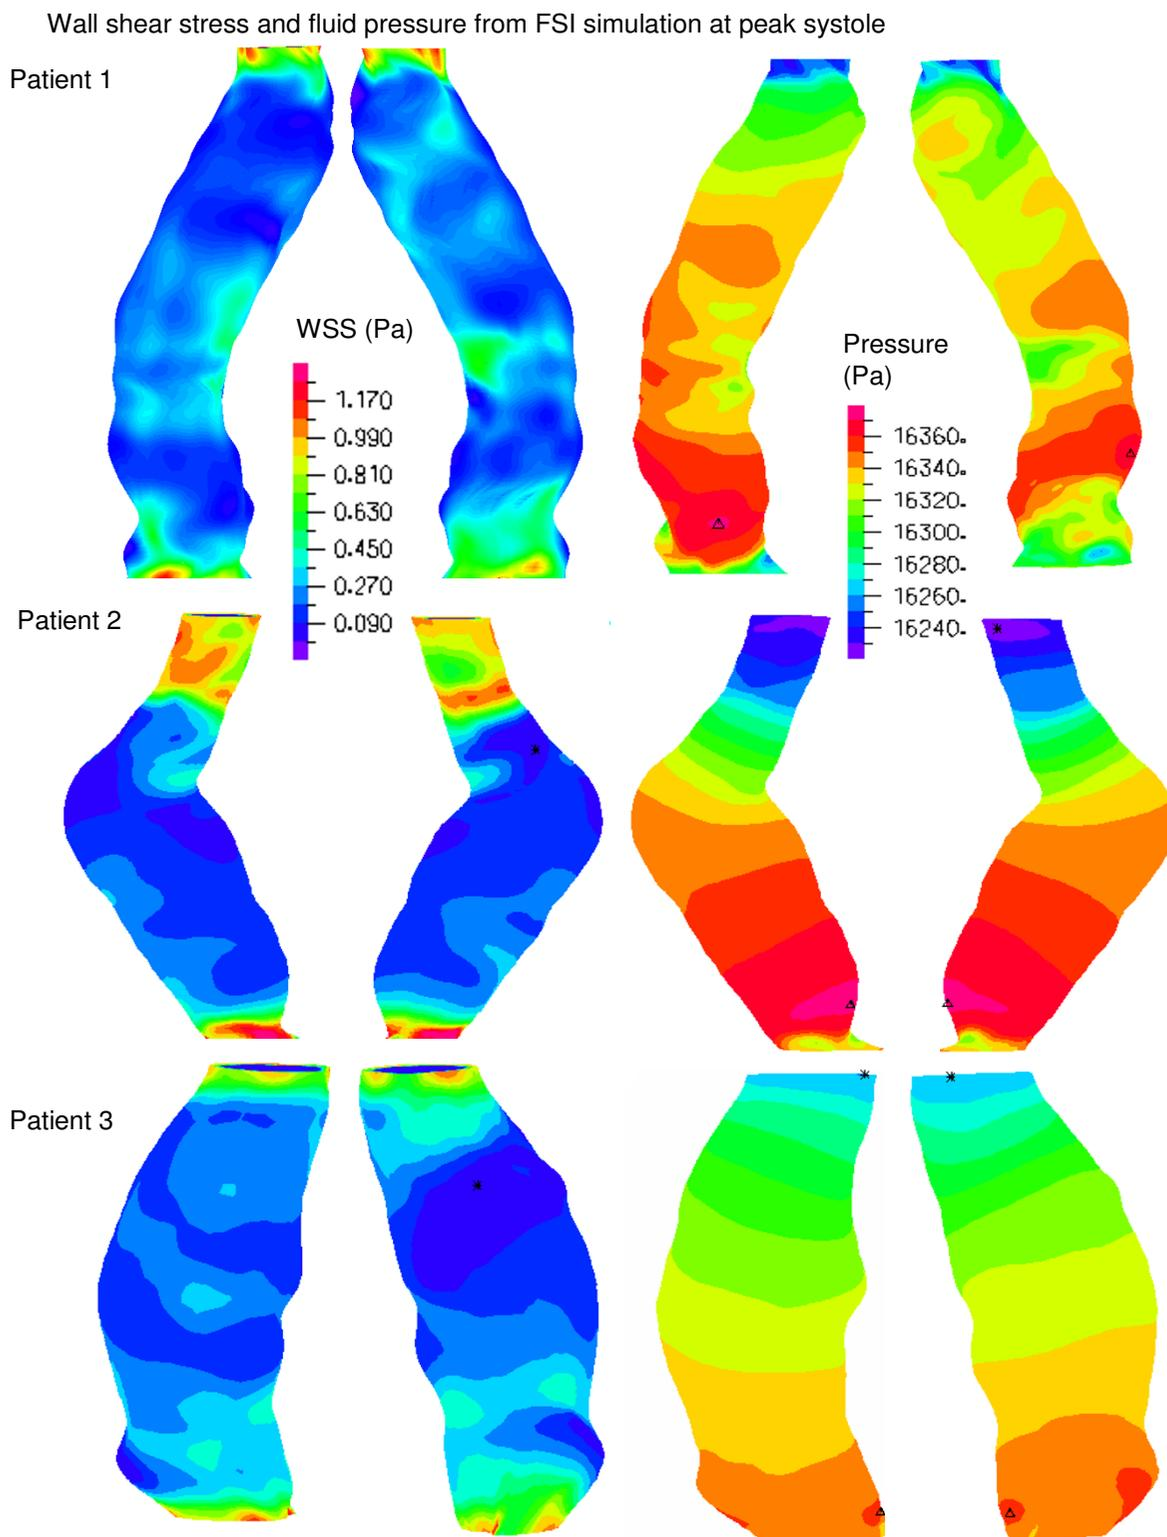 Wall shear stress and fluid pressure from FSI simulation at peak systole
Patient 1
WSS (Pa)
1.170
0.990
0.810
0.630
0.450
0.270
0.090
Pressure
(Pa)
16360.
16340.
16320.
16300.
16280.
16260.
16240.
Patient 2
Patient 3